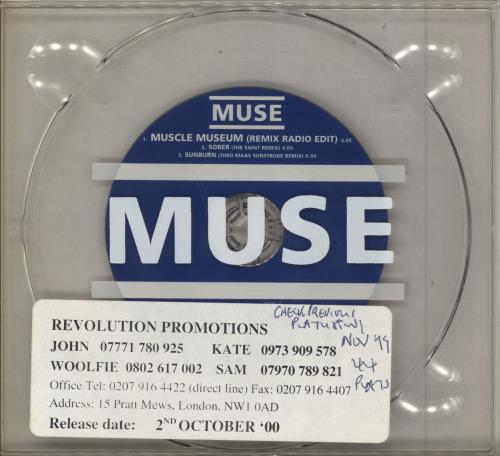 MUSE
1. MUSCLE MUSEUM (REMIX RADIO EDIT) 4.05
2. SOBER (THE SAINT REMIX) 4.04
3. SUNBURN (TIMO MAAS SUNSTROKE REMIX) 6.44
MUSE
CHECK PREVIOUS
NOV 99
REVOLUTION PROMOTIONS
JOHN 07771 780 925 KATE 0973 909 578
WOOLFIE 0802 617 002 SAM 07970 789 821
Office Tel: 0207 916 4422 (direct line) Fax: 0207 916 4407
Address: 15 Pratt Mews, London, NW1 0AD
Release date: 2ND OCTOBER ‘00